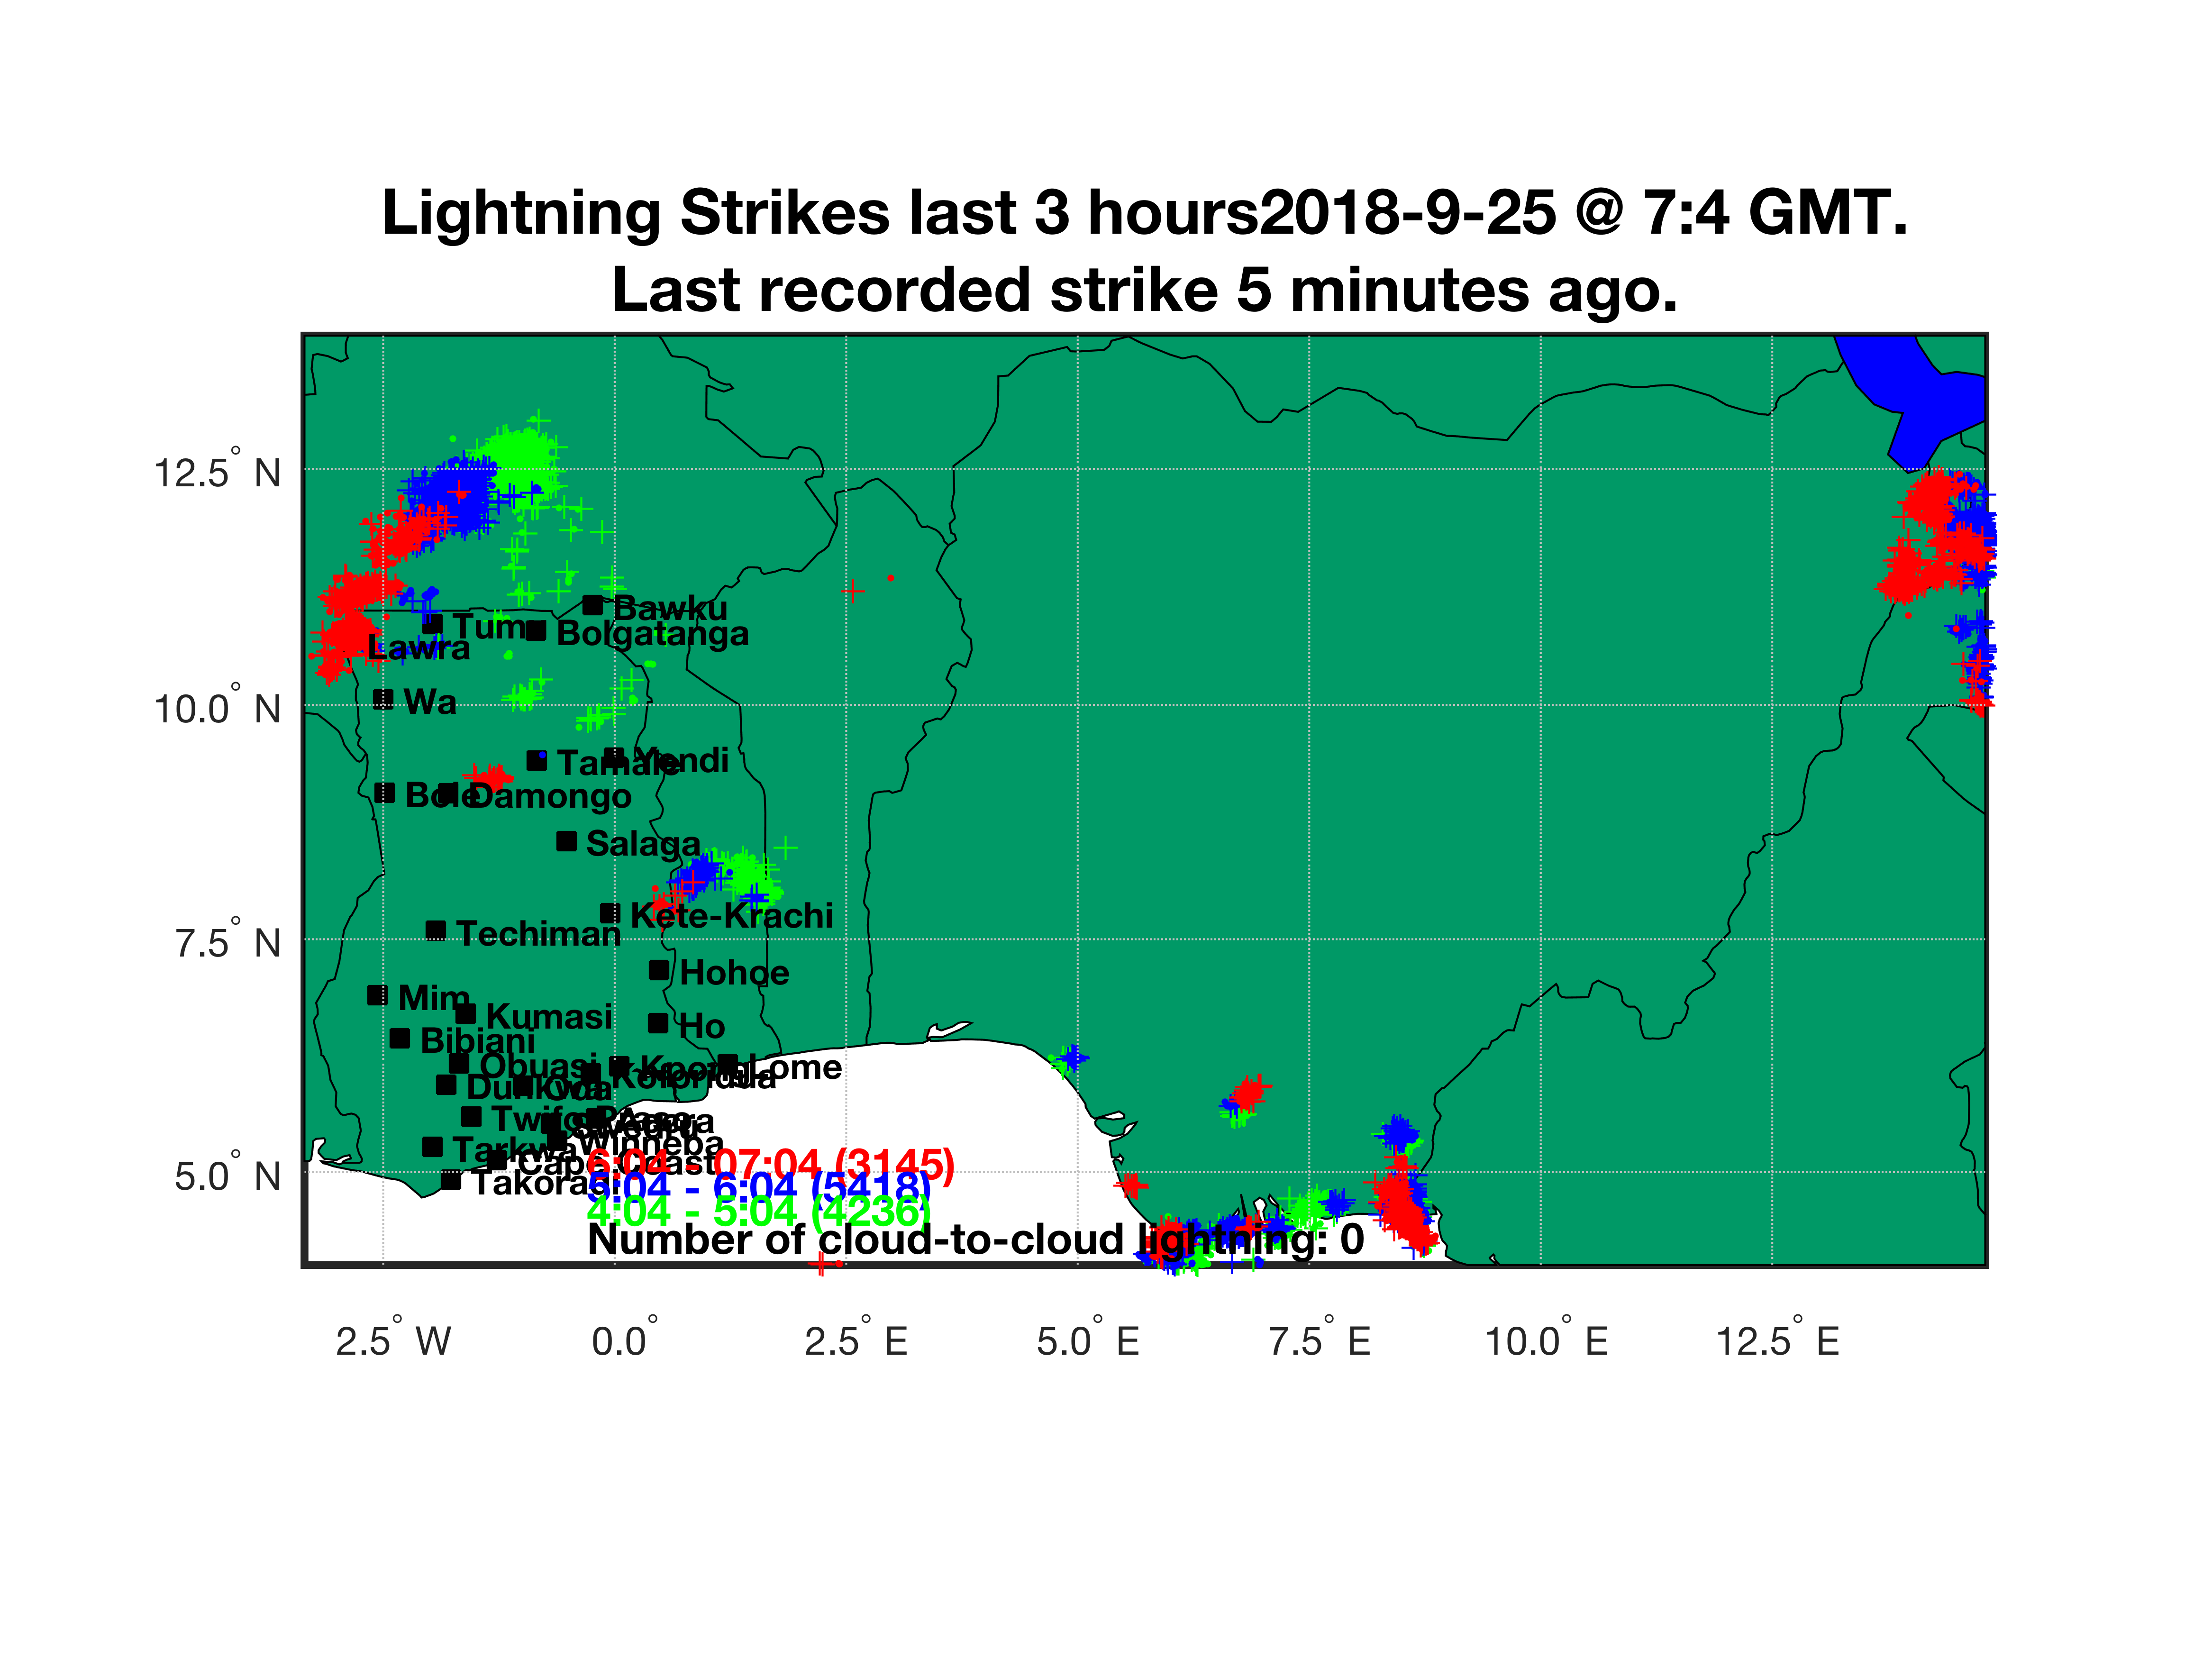 Lightning Strikes last 3 hours2018-9-25 @ 7:4 GMT.
Last recorded strike 5 minutes ago.
12.5° N
10.0° N
7.5° N
5.0° N
Bawku
Tum
Bolgatanga
Lawra
Wa
Tamale
Yendi
Bole
Damongo
Salaga
Kete-Krachi
Techiman
Hohoe
Mim
Kumasi
Ho
Bibiani
Obuasi
Kpong
Lome
Dunkwa
Oda
Koforidua
Twifo Praso
Accra
Swedru
Winneba
Tarkwa
Cape Coast
Takoradi
6:04 - 07:04 (3145)
5:04 - 6:04 (5418)
4:04 - 5:04 (4236)
Number of cloud-to-cloud lightning: 0
2.5° W
0.0°
2.5° E
5.0° E
7.5° E
10.0° E
12.5° E